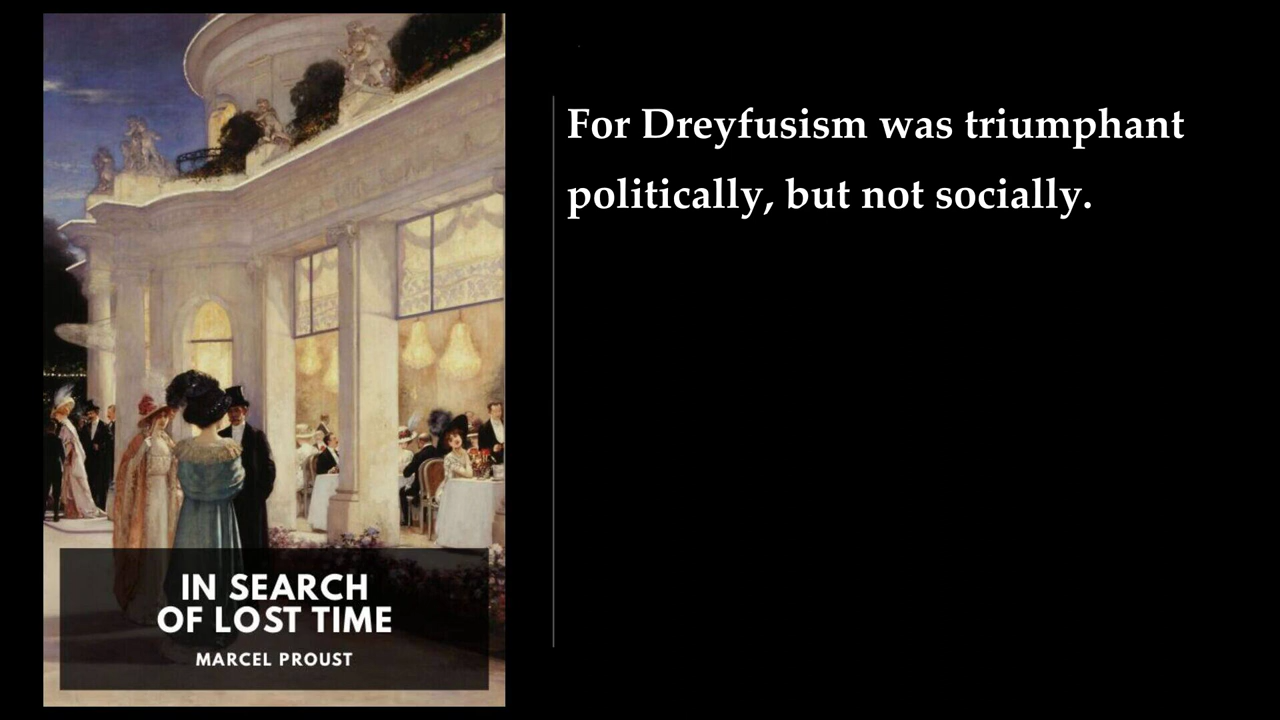 For Dreyfusism was triumphant
politically, but not socially.
IN SEARCH
OF LOST TIME
MARCEL PROUST